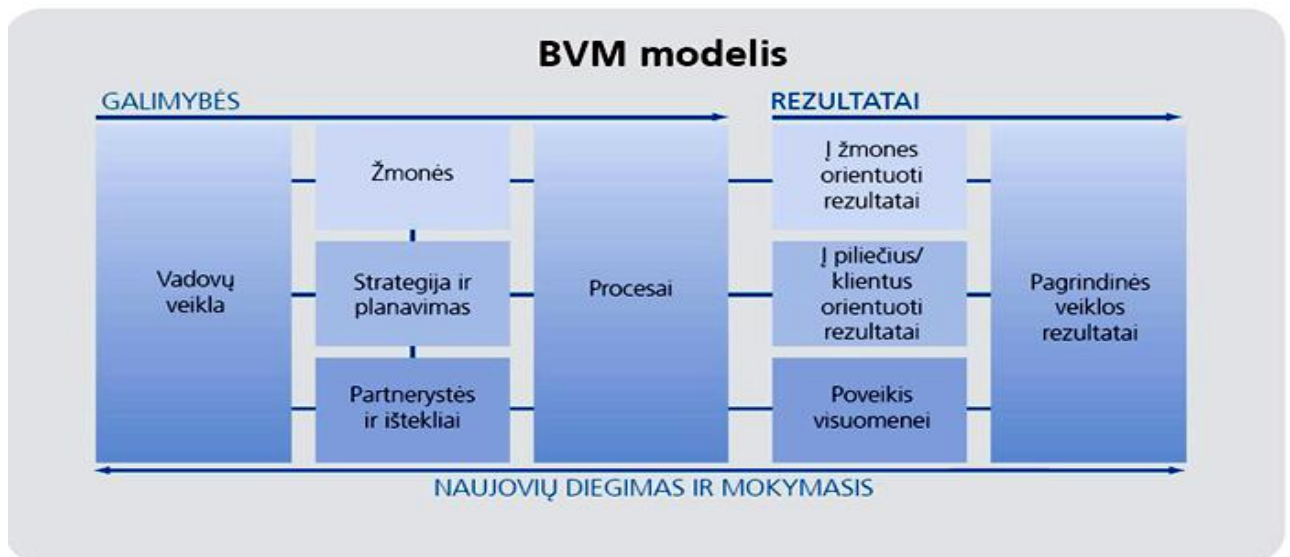 BVM modelis
GALIMYBĖS
REZULTATAI
Vadovų
veikla
Žmonės
Strategija ir
planavimas
Partnerystės
ir ištekliai
Procesai
Į žmones
orientuoti
rezultatai
Į piliečius/
klientus
orientuoti
rezultatai
Poveikis
visuomenei
Pagrindinės
veiklos
rezultatai
NAUJOVIŲ DIEGIMAS IR MOKYMASIS